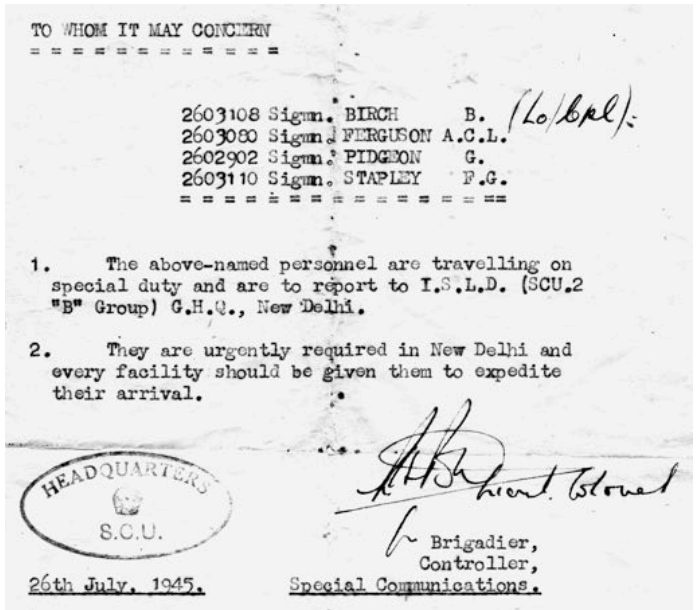 TO WHOM IT MAY CONCERN
= = = = = = = = = = = =
2603108 Sigmn. BIRCH B. (Lo/Cpl):
2603080 Sigmn. FERGUSON A.C.L.
2602902 Sigmn. PIDGEON G.
2603110 Sigmn. STAPLEY F.G.
= = = = = = = = = = = = = ==
1. The above-named personnel are travelling on
special duty and are to report to I.S.L.D. (SCU.2
"B" Group) G.H.Q., New Delhi.
2. They are urgently required in New Delhi and
every facility should be given them to expedite
their arrival.
Lieut. Colonel
HEADQUARTERS
S.C.U.
Brigadier,
Controller,
26th July, 1945. Special Communications.